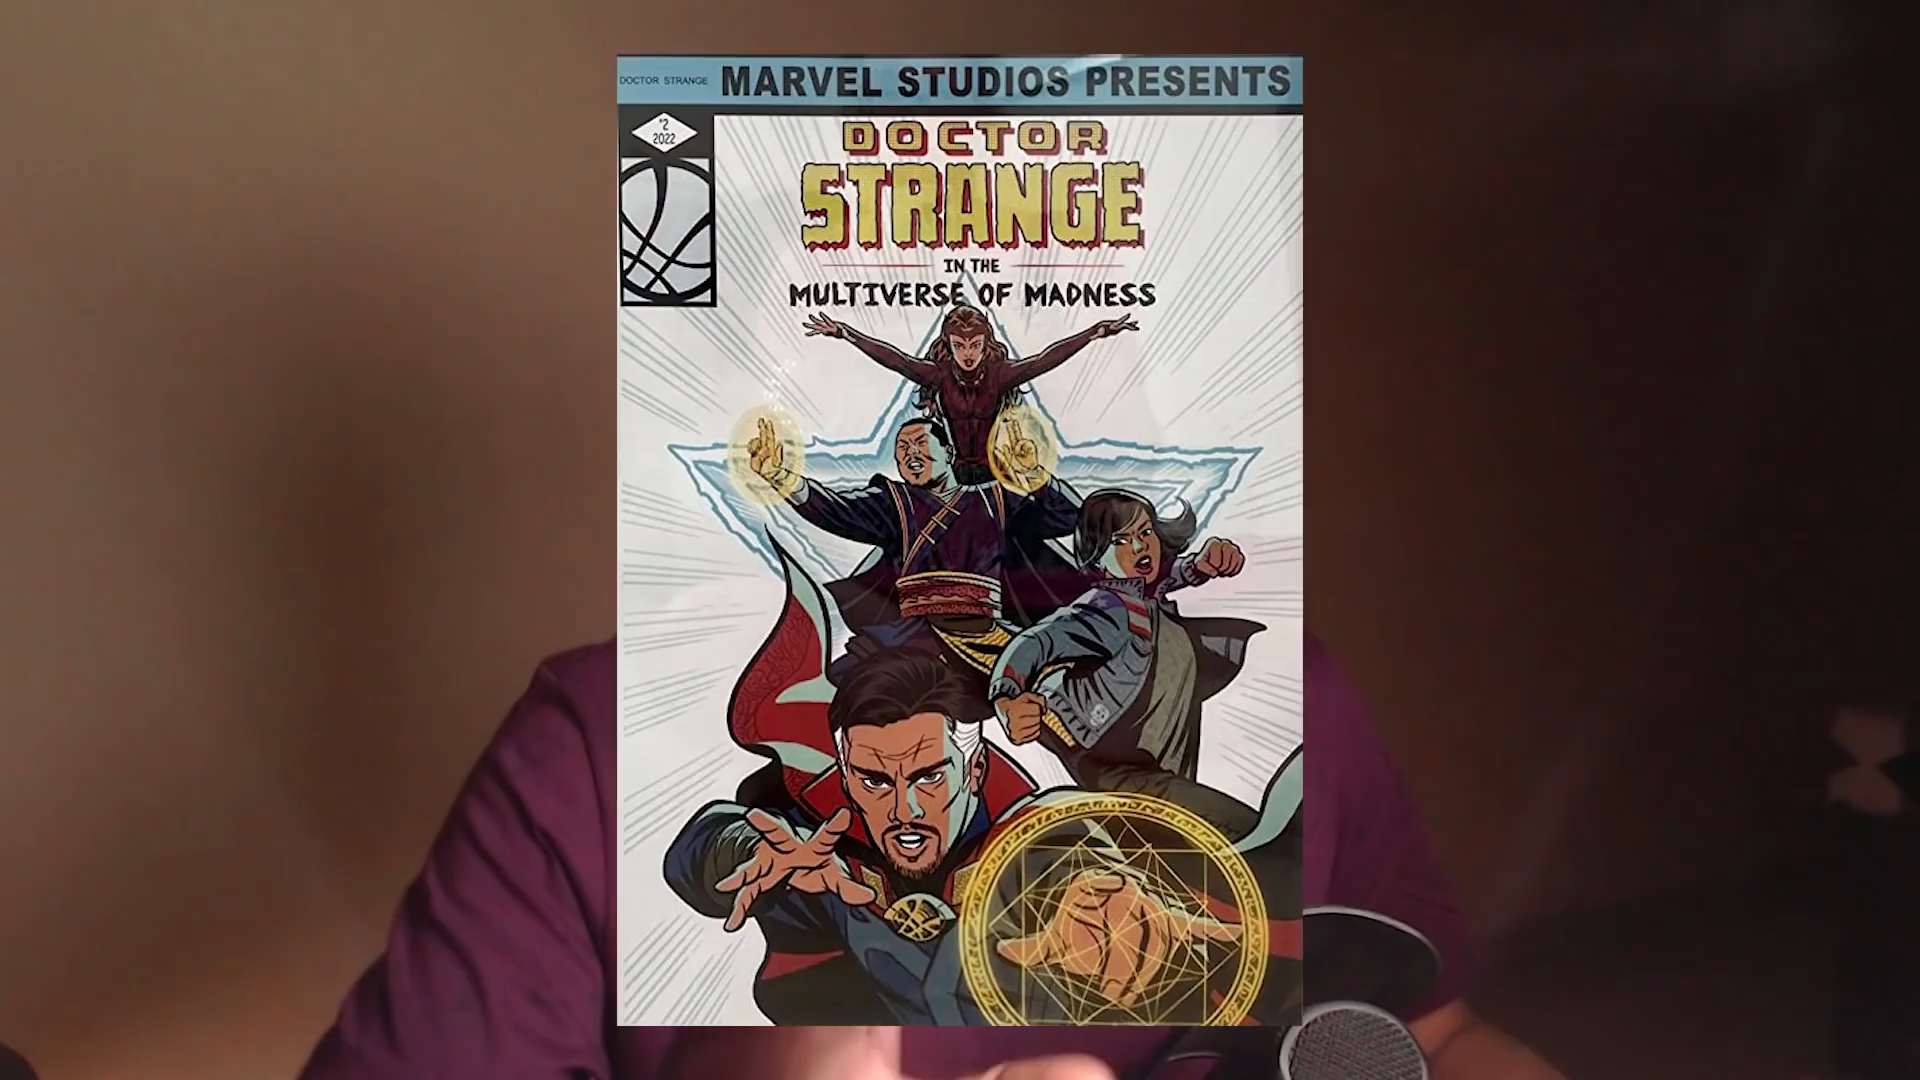 DOCTOR STRANGE MARVEL STUDIOS PRESENTS
#2
2022
DOCTOR
STRANGE
IN THE
MULTIVERSE OF MADNESS